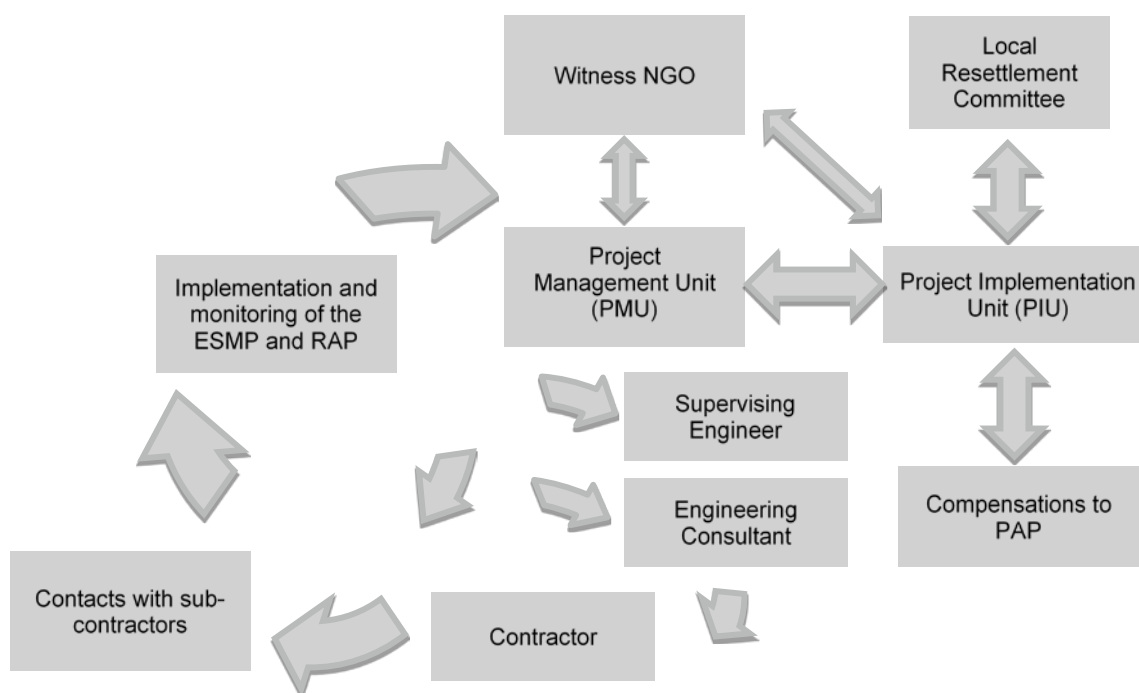 Witness NGO
Local
Resettlement
Committee
Implementation and
monitoring of the
ESMP and RAP
Project
Management Unit
(PMU)
Project Implementation
Unit (PIU)
Supervising
Engineer
Engineering
Consultant
Compensations to
PAP
Contacts with sub-
contractors
Contractor